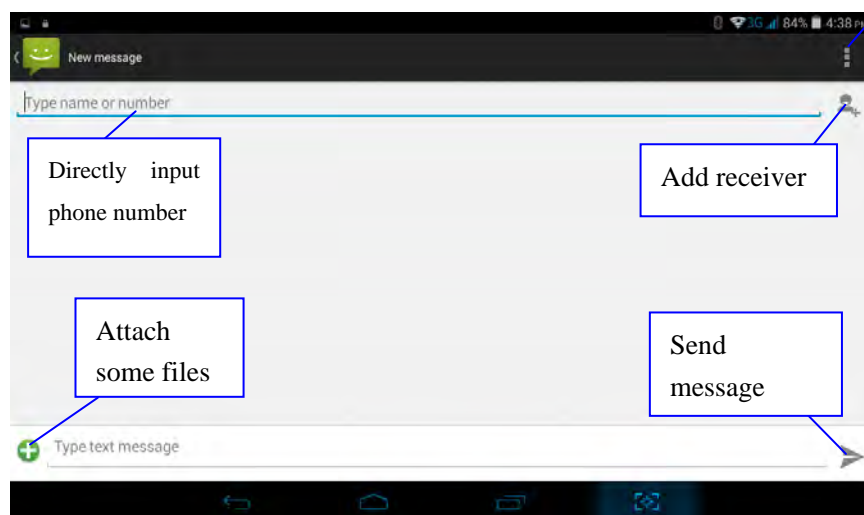 3G 84% 4:38 PM
New message
Type name or number
Directly input
phone number
Add receiver
Attach
some files
Send
message
Type text message